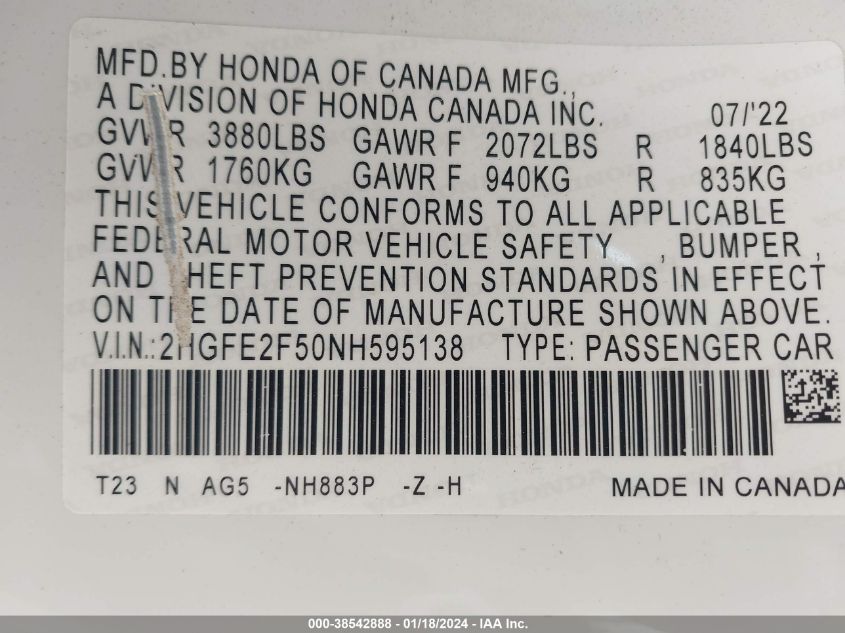 MFD.BY HONDA OF CANADA MFG.,
A DIVISION OF HONDA CANADA INC. 07/'22
GVWR 3880LBS GAWR F 2072LBS R 1840LBS
GVWR 1760KG GAWR F 940KG R 835KG
THIS VEHICLE CONFORMS TO ALL APPLICABLE
FEDERAL MOTOR VEHICLE SAFETY , BUMPER ,
AND THEFT PREVENTION STANDARDS IN EFFECT
ON THE DATE OF MANUFACTURE SHOWN ABOVE.
V.I.N.:2HGFE2F50NH595138 TYPE: PASSENGER CAR
T23 N AG5 -NH883P -Z -H MADE IN CANADA
000-38542888 - 01/18/2024 - IAA Inc.